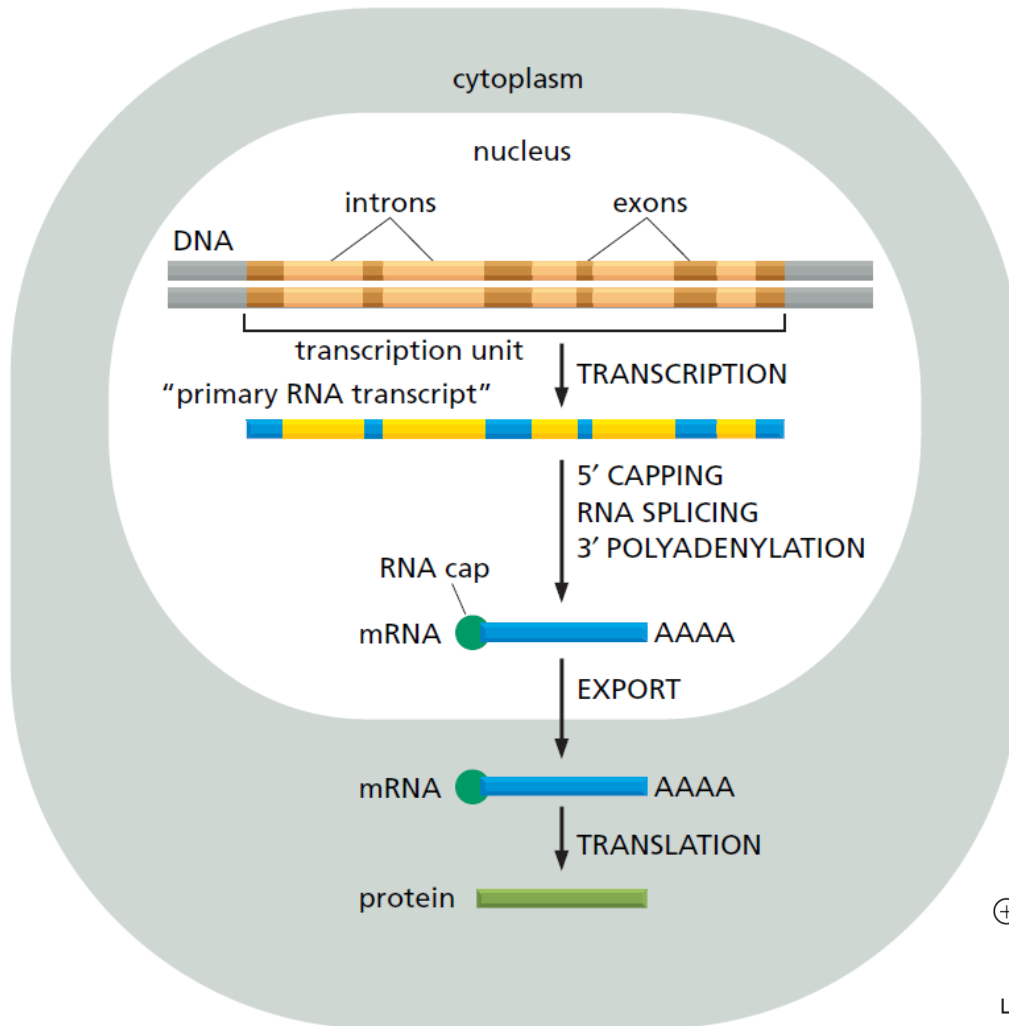 cytoplasm
nucleus
introns
exons
DNA
transcription unit
TRANSCRIPTION
“primary RNA transcript”
5′ CAPPING
RNA SPLICING
3′ POLYADENYLATION
RNA cap
mRNA
AAAA
EXPORT
mRNA
AAAA
TRANSLATION
protein